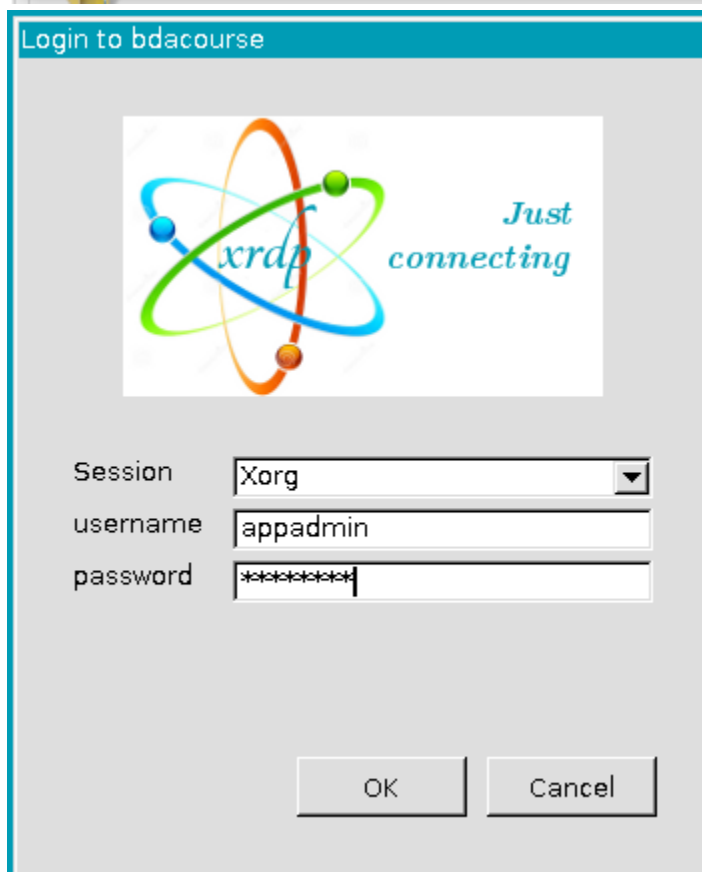 Login to bdacourse
xrdp
Just
connecting
Session
Xorg
username
appadmin
password
********
OK
Cancel